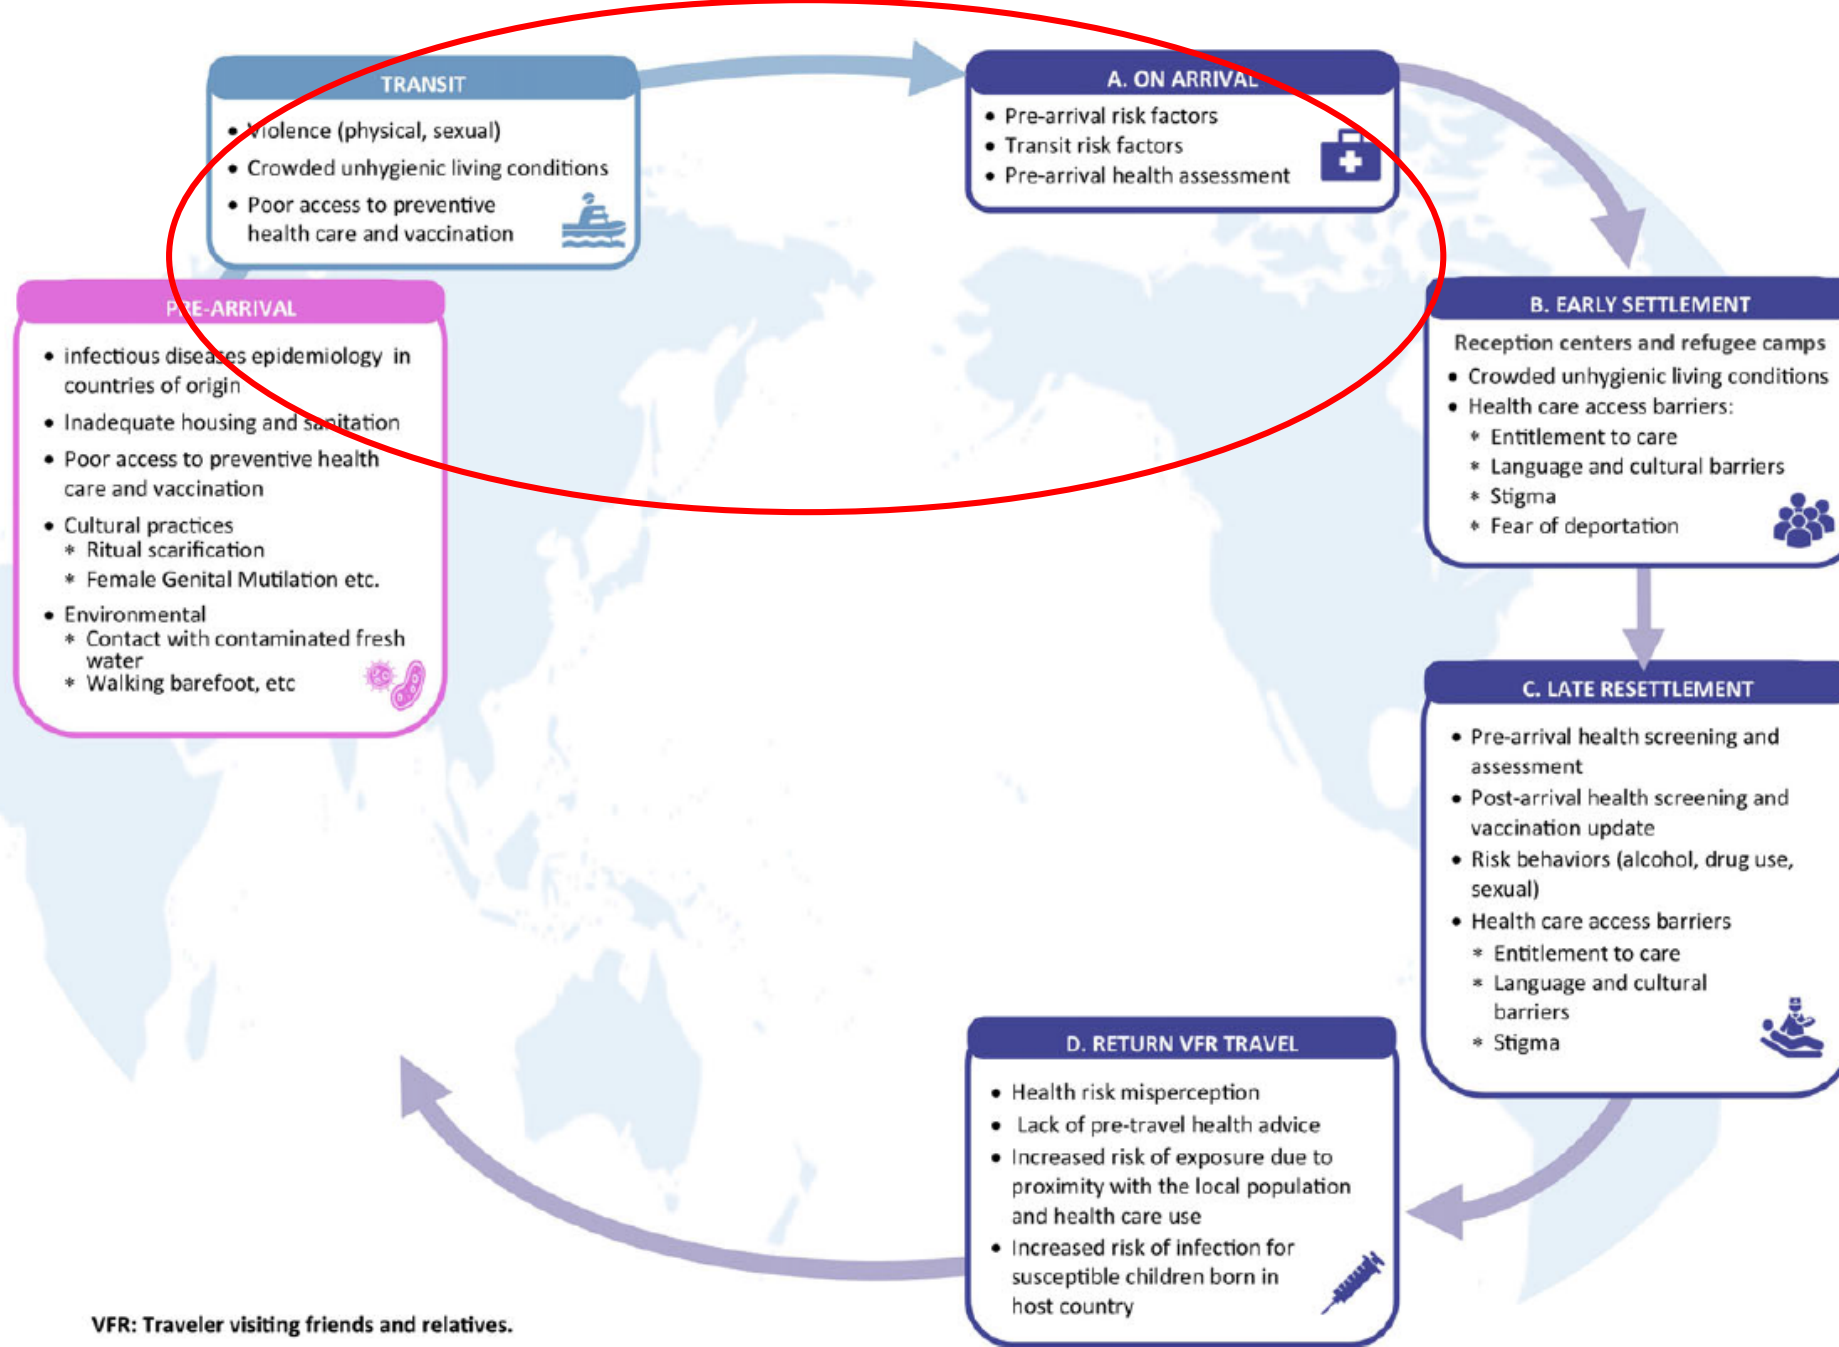 TRANSIT
• Violence (physical, sexual)
• Crowded unhygienic living conditions
• Poor access to preventive
health care and vaccination
A. ON ARRIVAL
• Pre-arrival risk factors
• Transit risk factors
• Pre-arrival health assessment
PRE-ARRIVAL
• infectious diseases epidemiology in
countries of origin
• Inadequate housing and sanitation
• Poor access to preventive health
care and vaccination
• Cultural practices
* Ritual scarification
* Female Genital Mutilation etc.
• Environmental
* Contact with contaminated fresh
water
* Walking barefoot, etc
B. EARLY SETTLEMENT
Reception centers and refugee camps
• Crowded unhygienic living conditions
• Health care access barriers:
* Entitlement to care
* Language and cultural barriers
* Stigma
* Fear of deportation
C. LATE RESETTLEMENT
• Pre-arrival health screening and
assessment
• Post-arrival health screening and
vaccination update
• Risk behaviors (alcohol, drug use,
sexual)
• Health care access barriers
* Entitlement to care
* Language and cultural
barriers
* Stigma
D. RETURN VFR TRAVEL
• Health risk misperception
• Lack of pre-travel health advice
• Increased risk of exposure due to
proximity with the local population
and health care use
• Increased risk of infection for
susceptible children born in
host country
VFR: Traveler visiting friends and relatives.